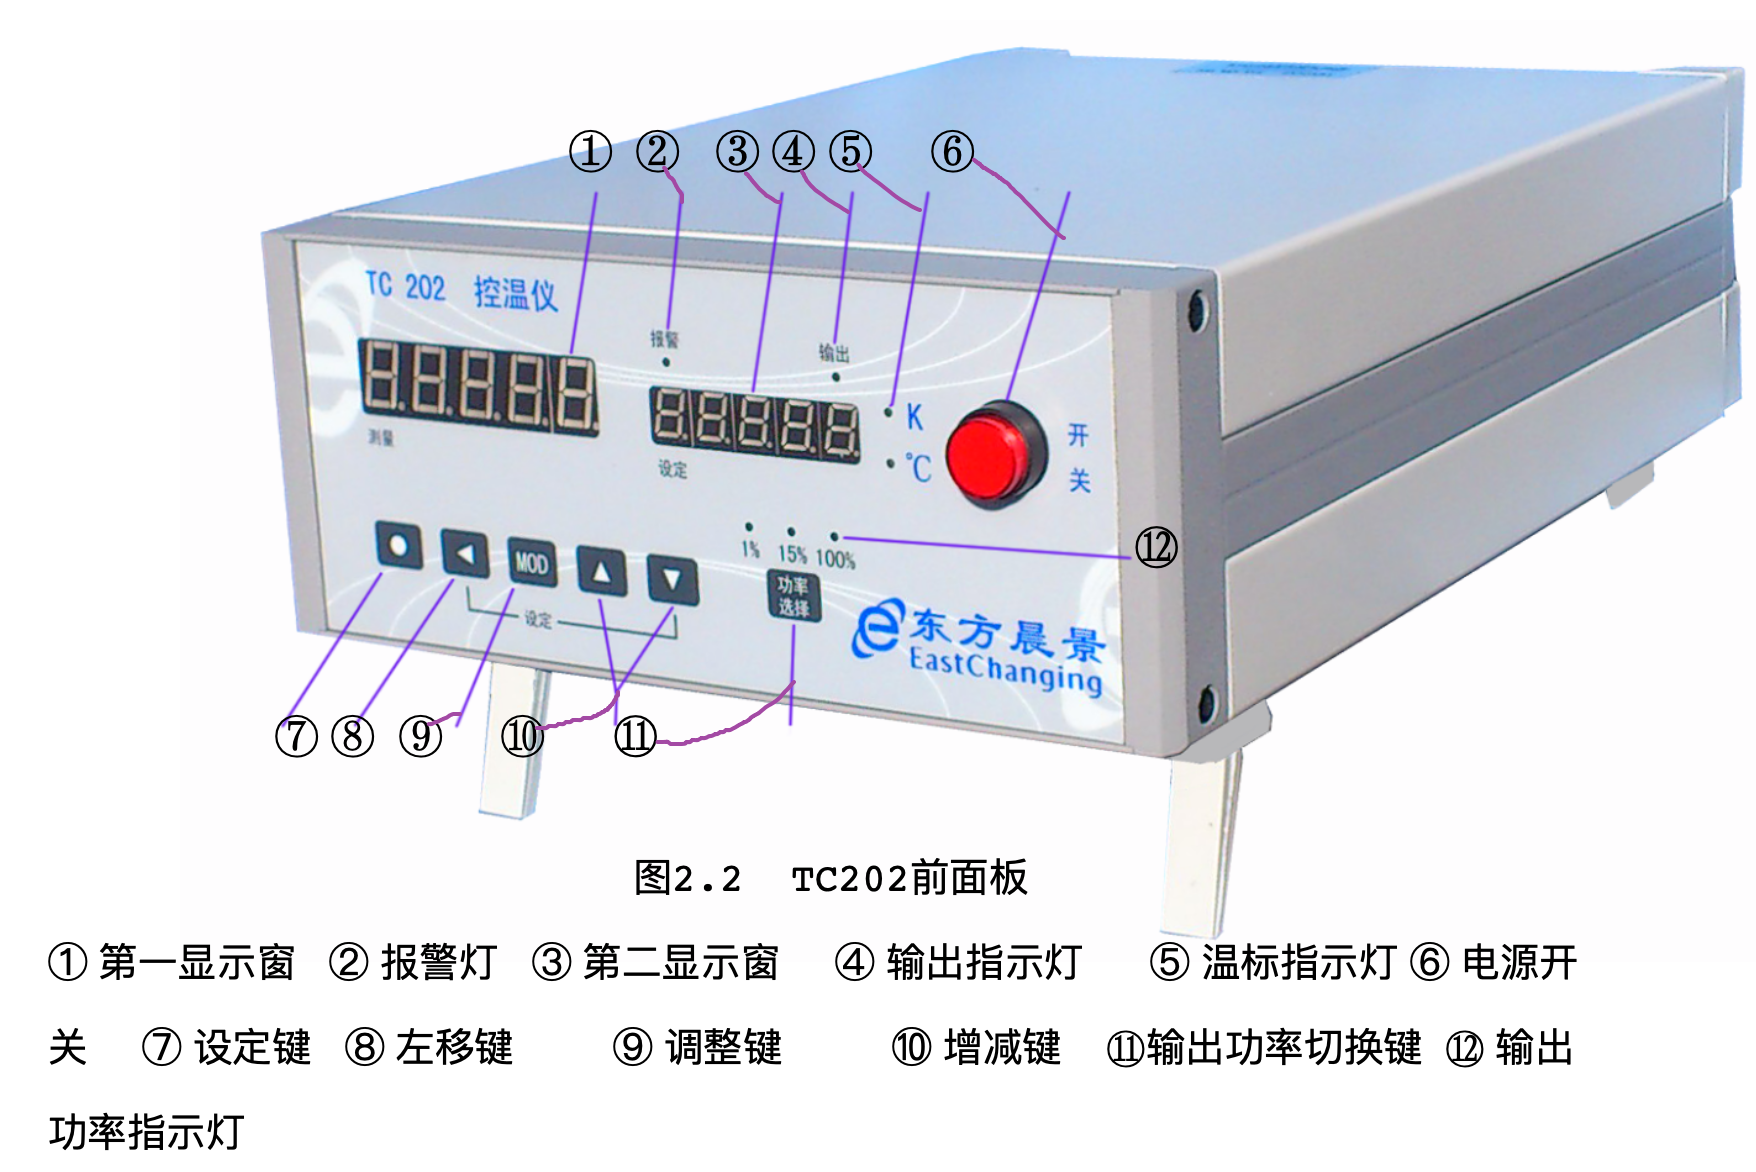 ① ② ③ ④ ⑤ ⑥
TC 202 控温仪
报警
输出
K
测量
设定
℃
开
关
1% 15% 100%
⑫
MOD
功率
选择
设定
东方晨景
EastChanging
⑦ ⑧ ⑨ ⑩ ⑪
图2.2 TC202前面板
① 第一显示窗 ② 报警灯 ③ 第二显示窗 ④ 输出指示灯 ⑤ 温标指示灯 ⑥ 电源开
关 ⑦ 设定键 ⑧ 左移键 ⑨ 调整键 ⑩ 增减键 ⑪输出功率切换键 ⑫ 输出
功率指示灯